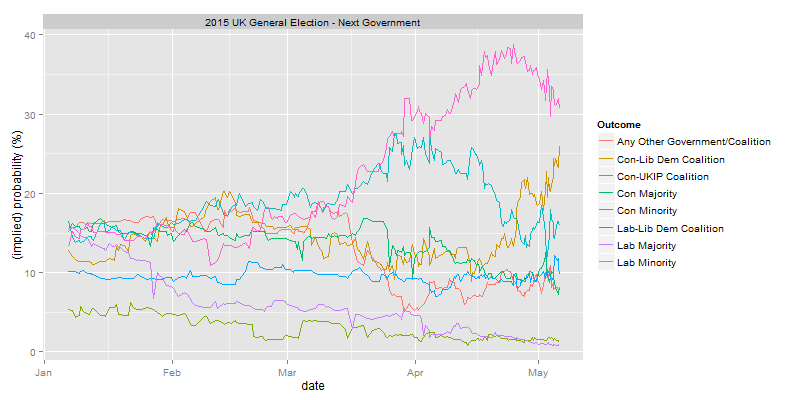 2015 UK General Election - Next Government
40
30
20
10
0
(implied) probability (%)
Jan
Feb
Mar
Apr
May
date
Outcome
Any Other Government/Coalition
Con-Lib Dem Coalition
Con-UKIP Coalition
Con Majority
Con Minority
Lab-Lib Dem Coalition
Lab Majority
Lab Minority